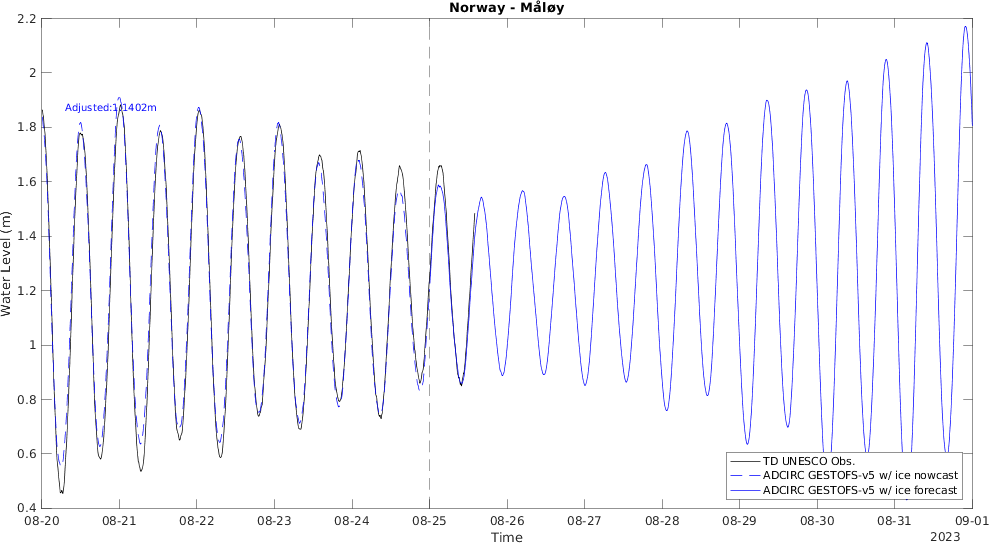 Norway - Måløy
Adjusted:1.1402m
Water Level (m)
2.2
2
1.8
1.6
1.4
1.2
1
0.8
0.6
0.4
TD UNESCO Obs.
ADCIRC GESTOFS-v5 w/ ice nowcast
ADCIRC GESTOFS-v5 w/ ice forecast
08-20 08-21 08-22 08-23 08-24 08-25 08-26 08-27 08-28 08-29 08-30 08-31 09-01
Time
2023